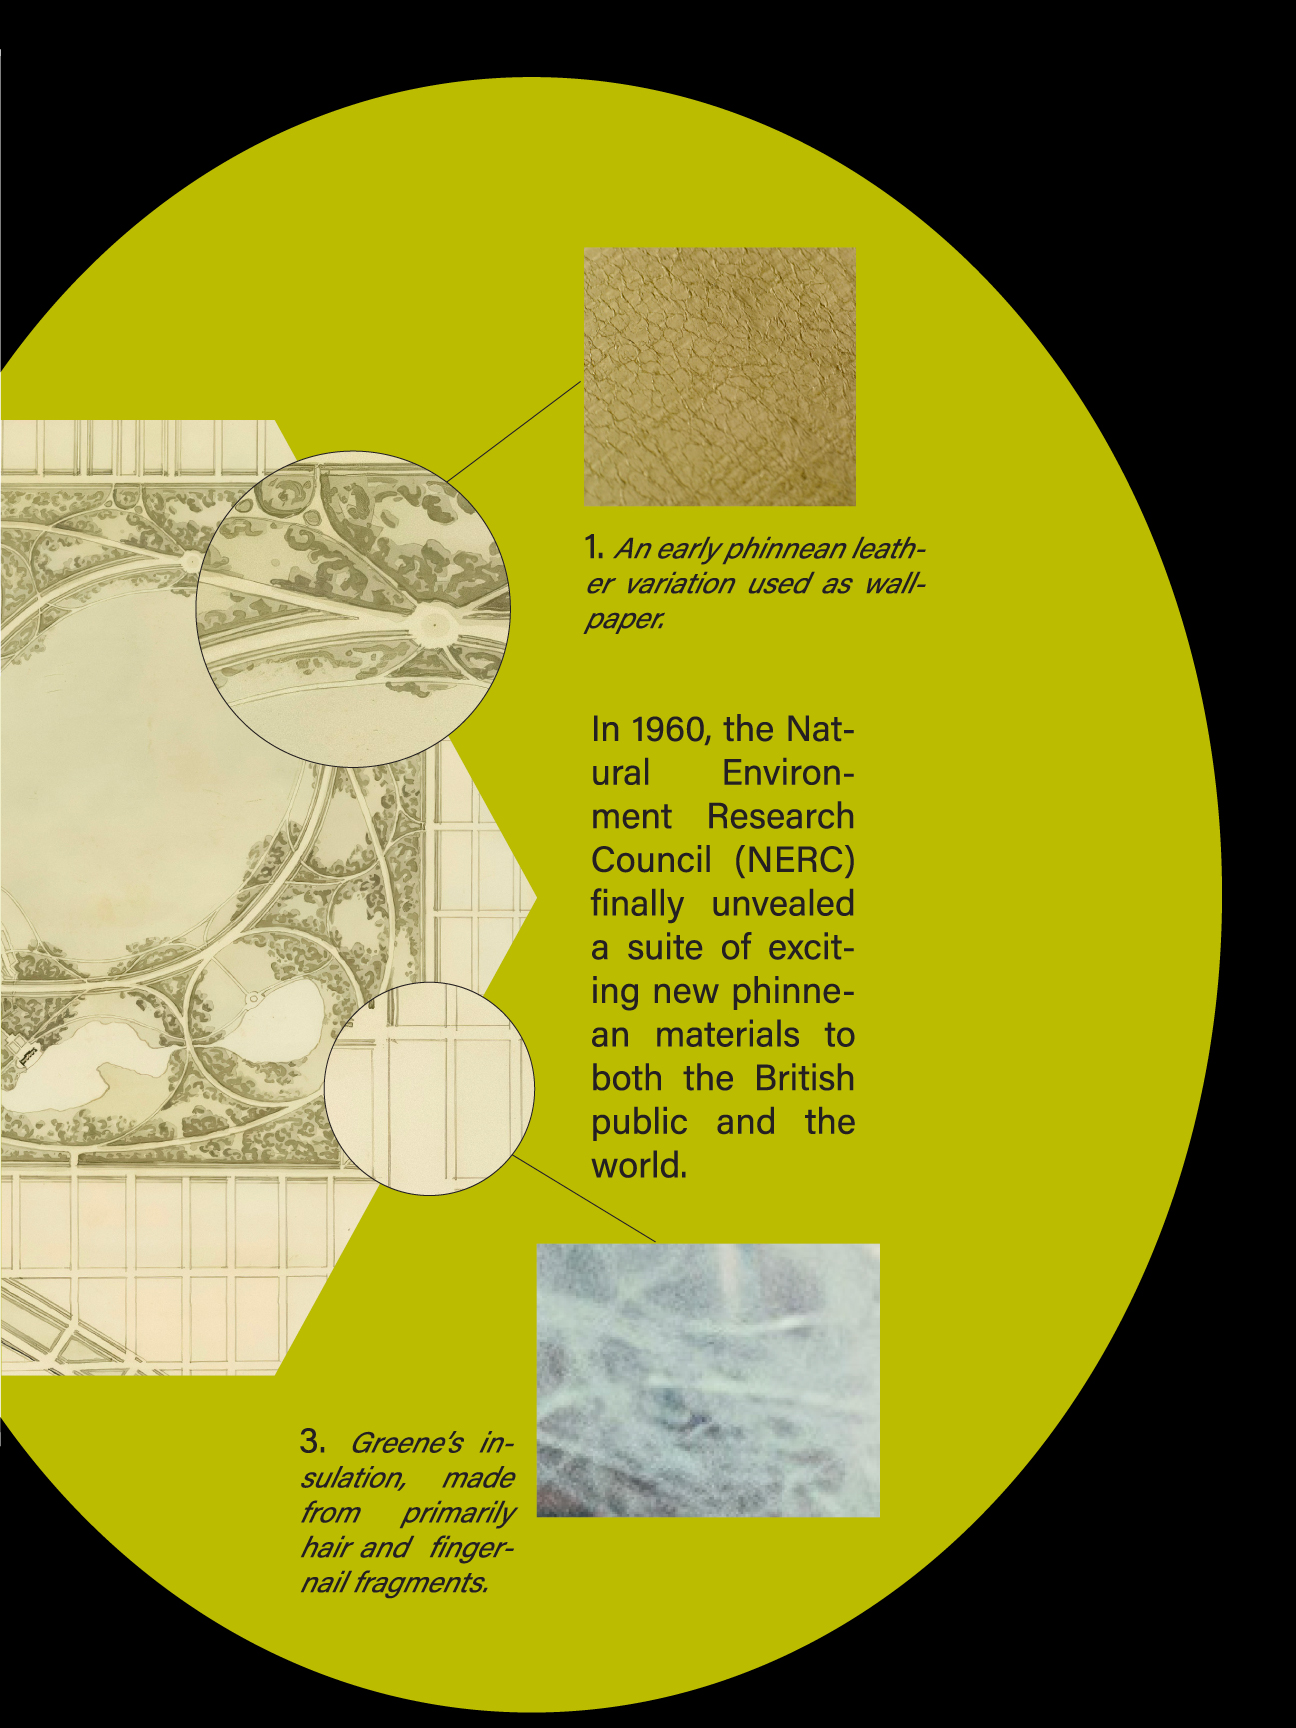 1. An early phinnean leath-
er variation used as wall-
paper.
In 1960, the Nat-
ural Environ-
ment Research
Council (NERC)
finally unvealed
a suite of excit-
ing new phinne-
an materials to
both the British
public and the
world.
3. Greene's in-
sulation, made
from primarily
hair and finger-
nail fragments.